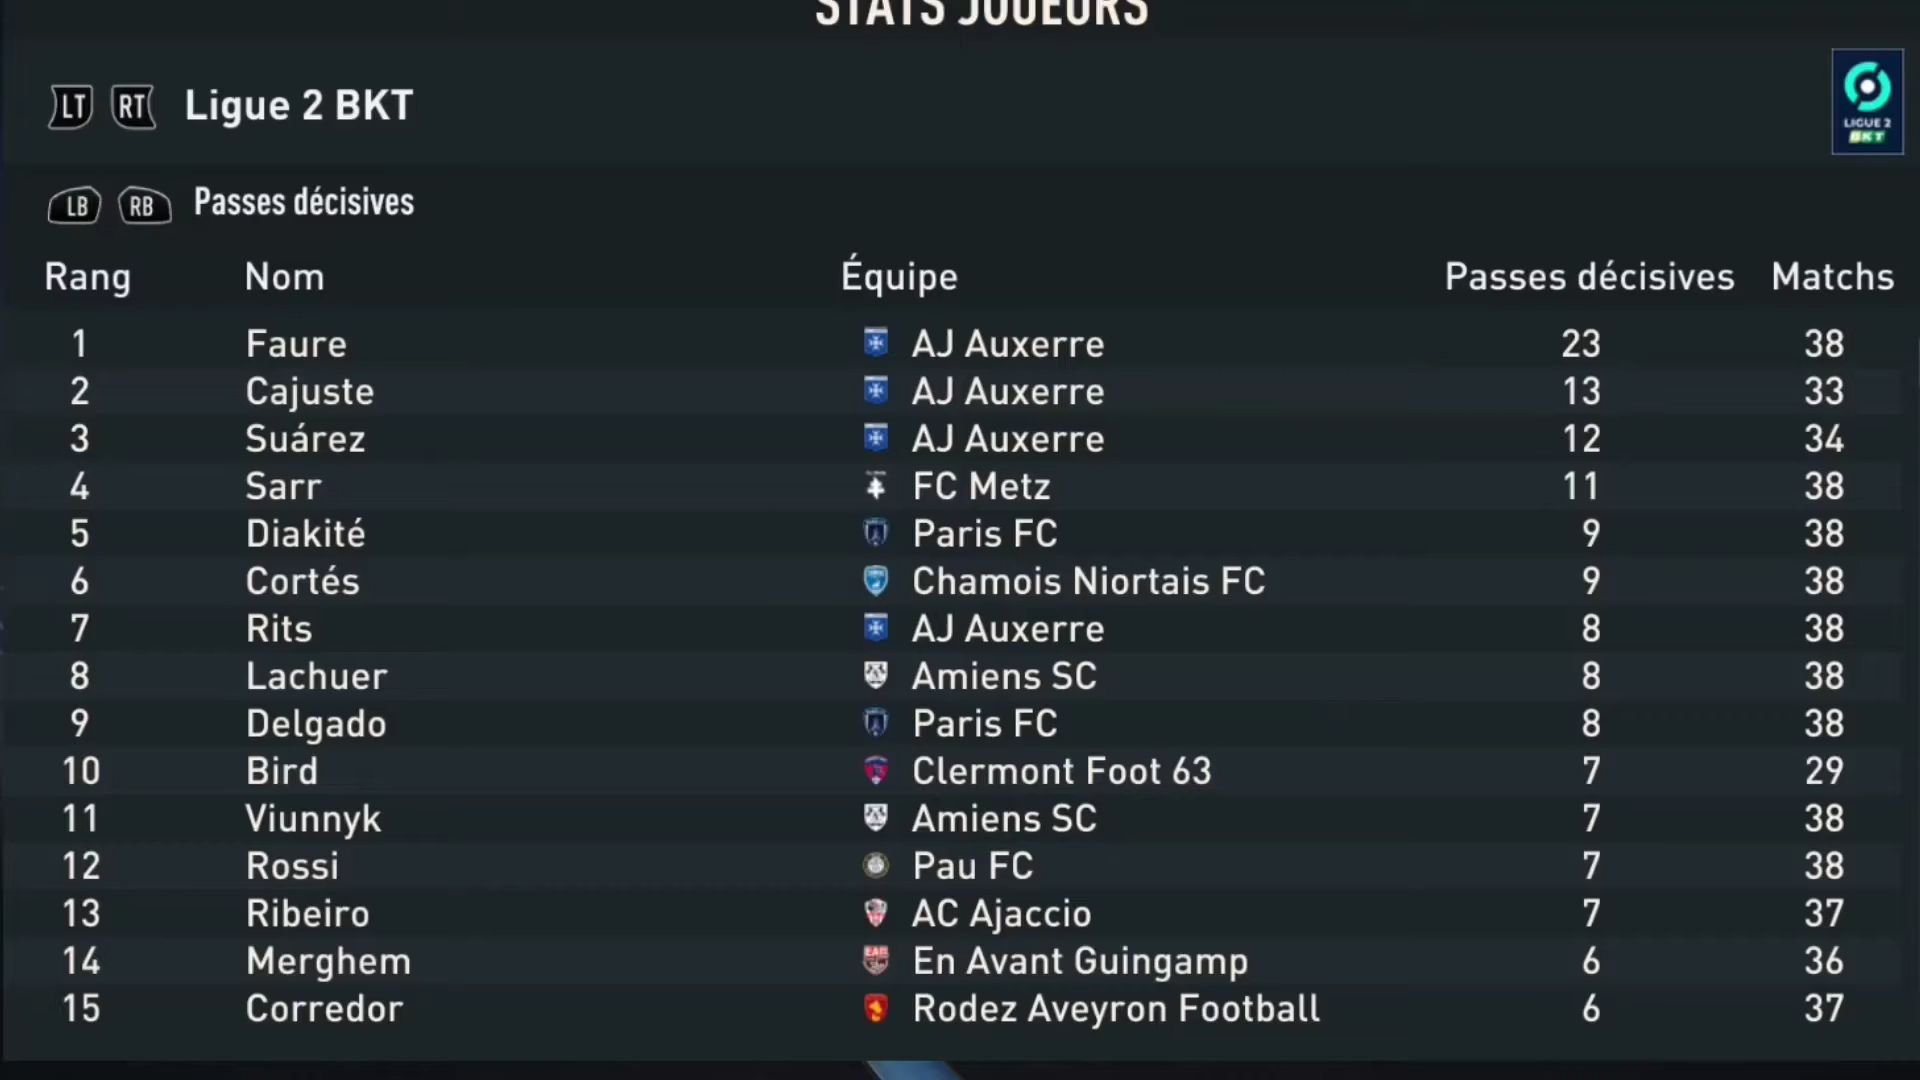 STATS JOUEURS
LT RT Ligue 2 BKT
LIGUE 2
BKT
LB RB Passes décisives
Rang Nom Équipe Passes décisives Matchs
1 Faure AJ Auxerre 23 38
2 Cajuste AJ Auxerre 13 33
3 Suárez AJ Auxerre 12 34
4 Sarr FC Metz 11 38
5 Diakité Paris FC 9 38
6 Cortés Chamois Niortais FC 9 38
7 Rits AJ Auxerre 8 38
8 Lachuer Amiens SC 8 38
9 Delgado Paris FC 8 38
10 Bird Clermont Foot 63 7 29
11 Viunnyk Amiens SC 7 38
12 Rossi Pau FC 7 38
13 Ribeiro AC Ajaccio 7 37
14 Merghem En Avant Guingamp 6 36
15 Corredor Rodez Aveyron Football 6 37